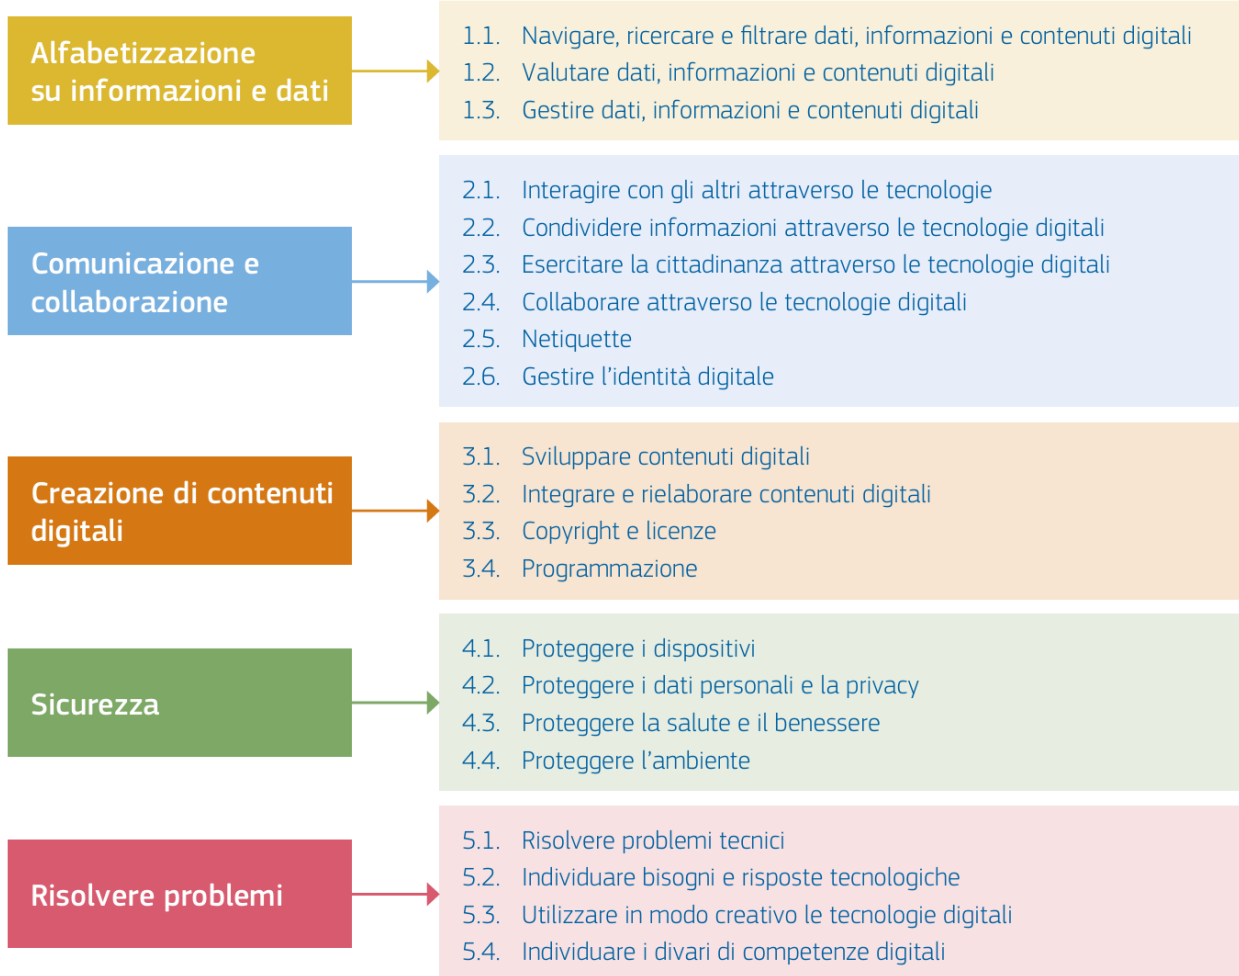 Alfabetizzazione
su informazioni e dati
1.1. Navigare, ricercare e filtrare dati, informazioni e contenuti digitali
1.2. Valutare dati, informazioni e contenuti digitali
1.3. Gestire dati, informazioni e contenuti digitali
Comunicazione e
collaborazione
2.1. Interagire con gli altri attraverso le tecnologie
2.2. Condividere informazioni attraverso le tecnologie digitali
2.3. Esercitare la cittadinanza attraverso le tecnologie digitali
2.4. Collaborare attraverso le tecnologie digitali
2.5. Netiquette
2.6. Gestire l'identità digitale
Creazione di contenuti
digitali
3.1. Sviluppare contenuti digitali
3.2. Integrare e rielaborare contenuti digitali
3.3. Copyright e licenze
3.4. Programmazione
Sicurezza
4.1. Proteggere i dispositivi
4.2. Proteggere i dati personali e la privacy
4.3. Proteggere la salute e il benessere
4.4. Proteggere l'ambiente
Risolvere problemi
5.1. Risolvere problemi tecnici
5.2. Individuare bisogni e risposte tecnologiche
5.3. Utilizzare in modo creativo le tecnologie digitali
5.4. Individuare i divari di competenze digitali